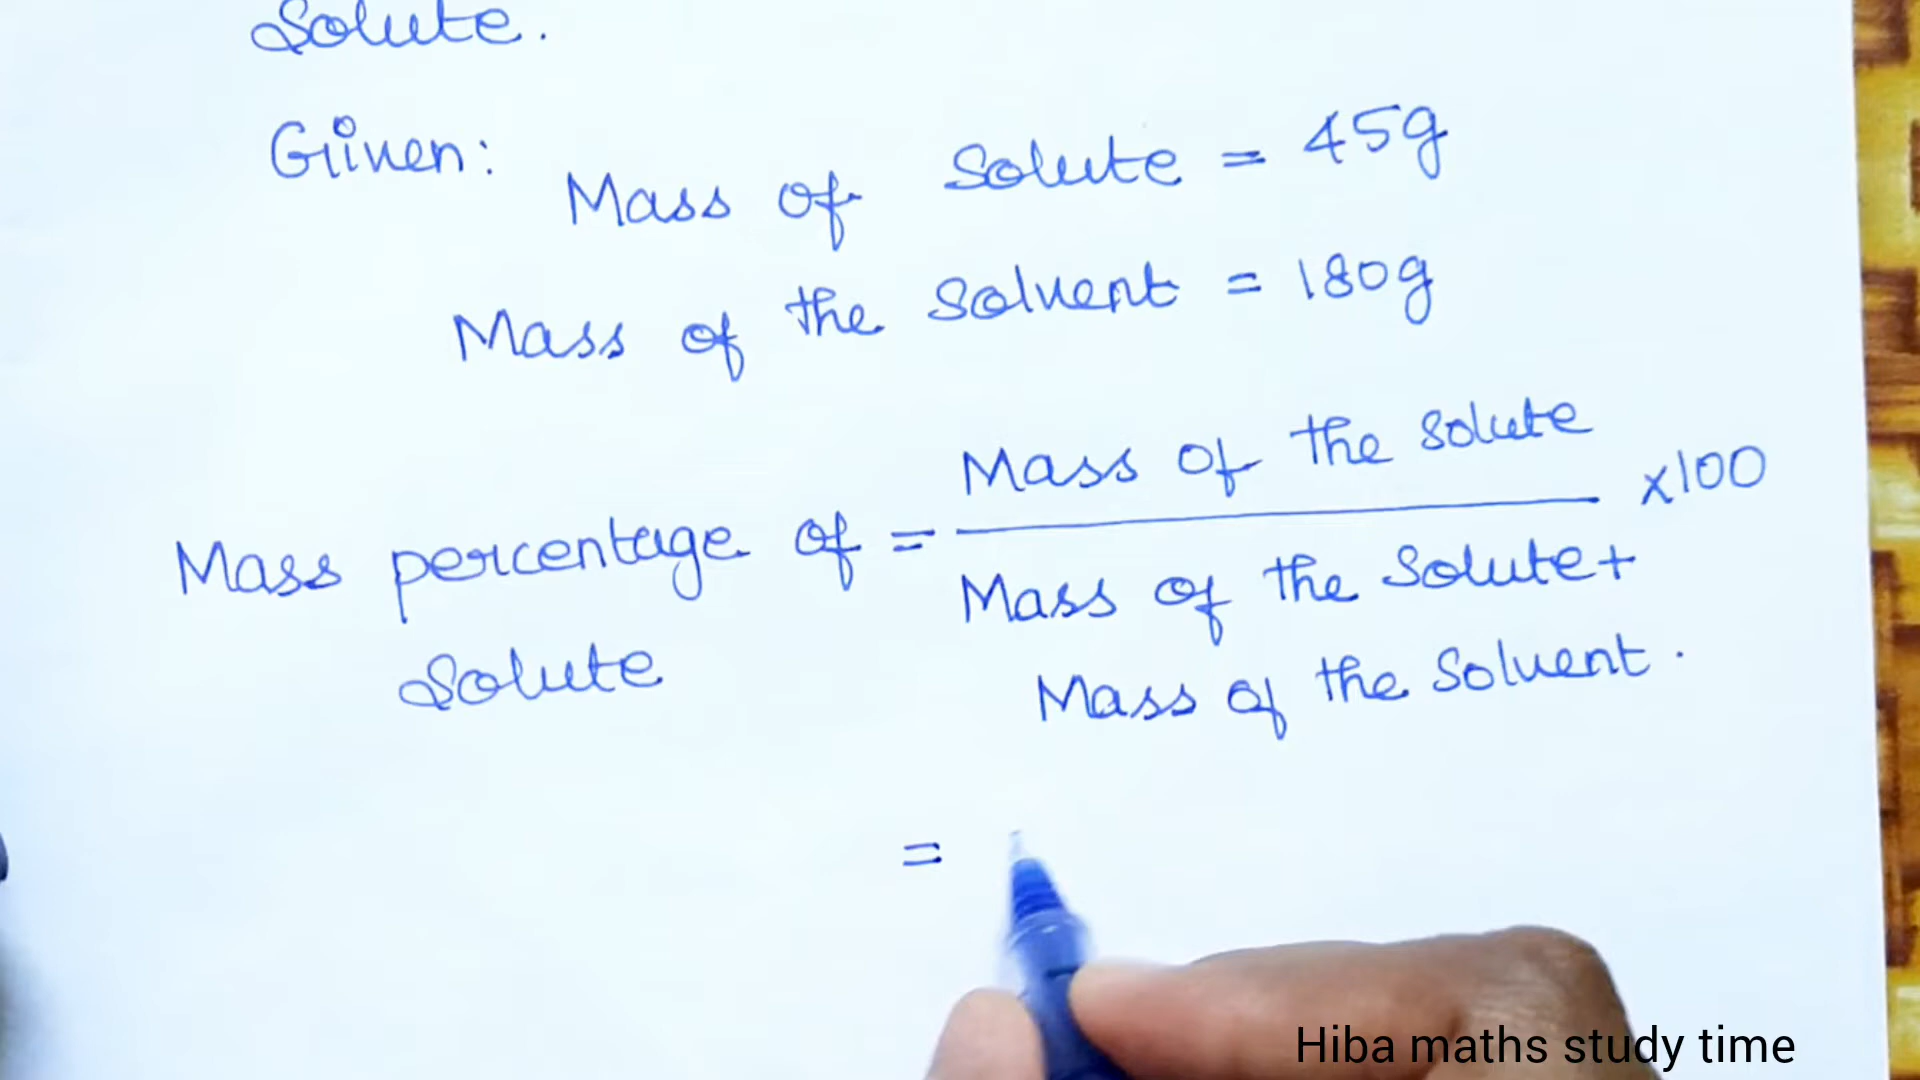 Solute.
Given:
Mass of Solute = 45g
Mass of the Solvent = 180g
Mass percentage of Solute = Mass of the Solute / Mass of the Solute + Mass of the Solvent. x100
=
Hiba maths study time